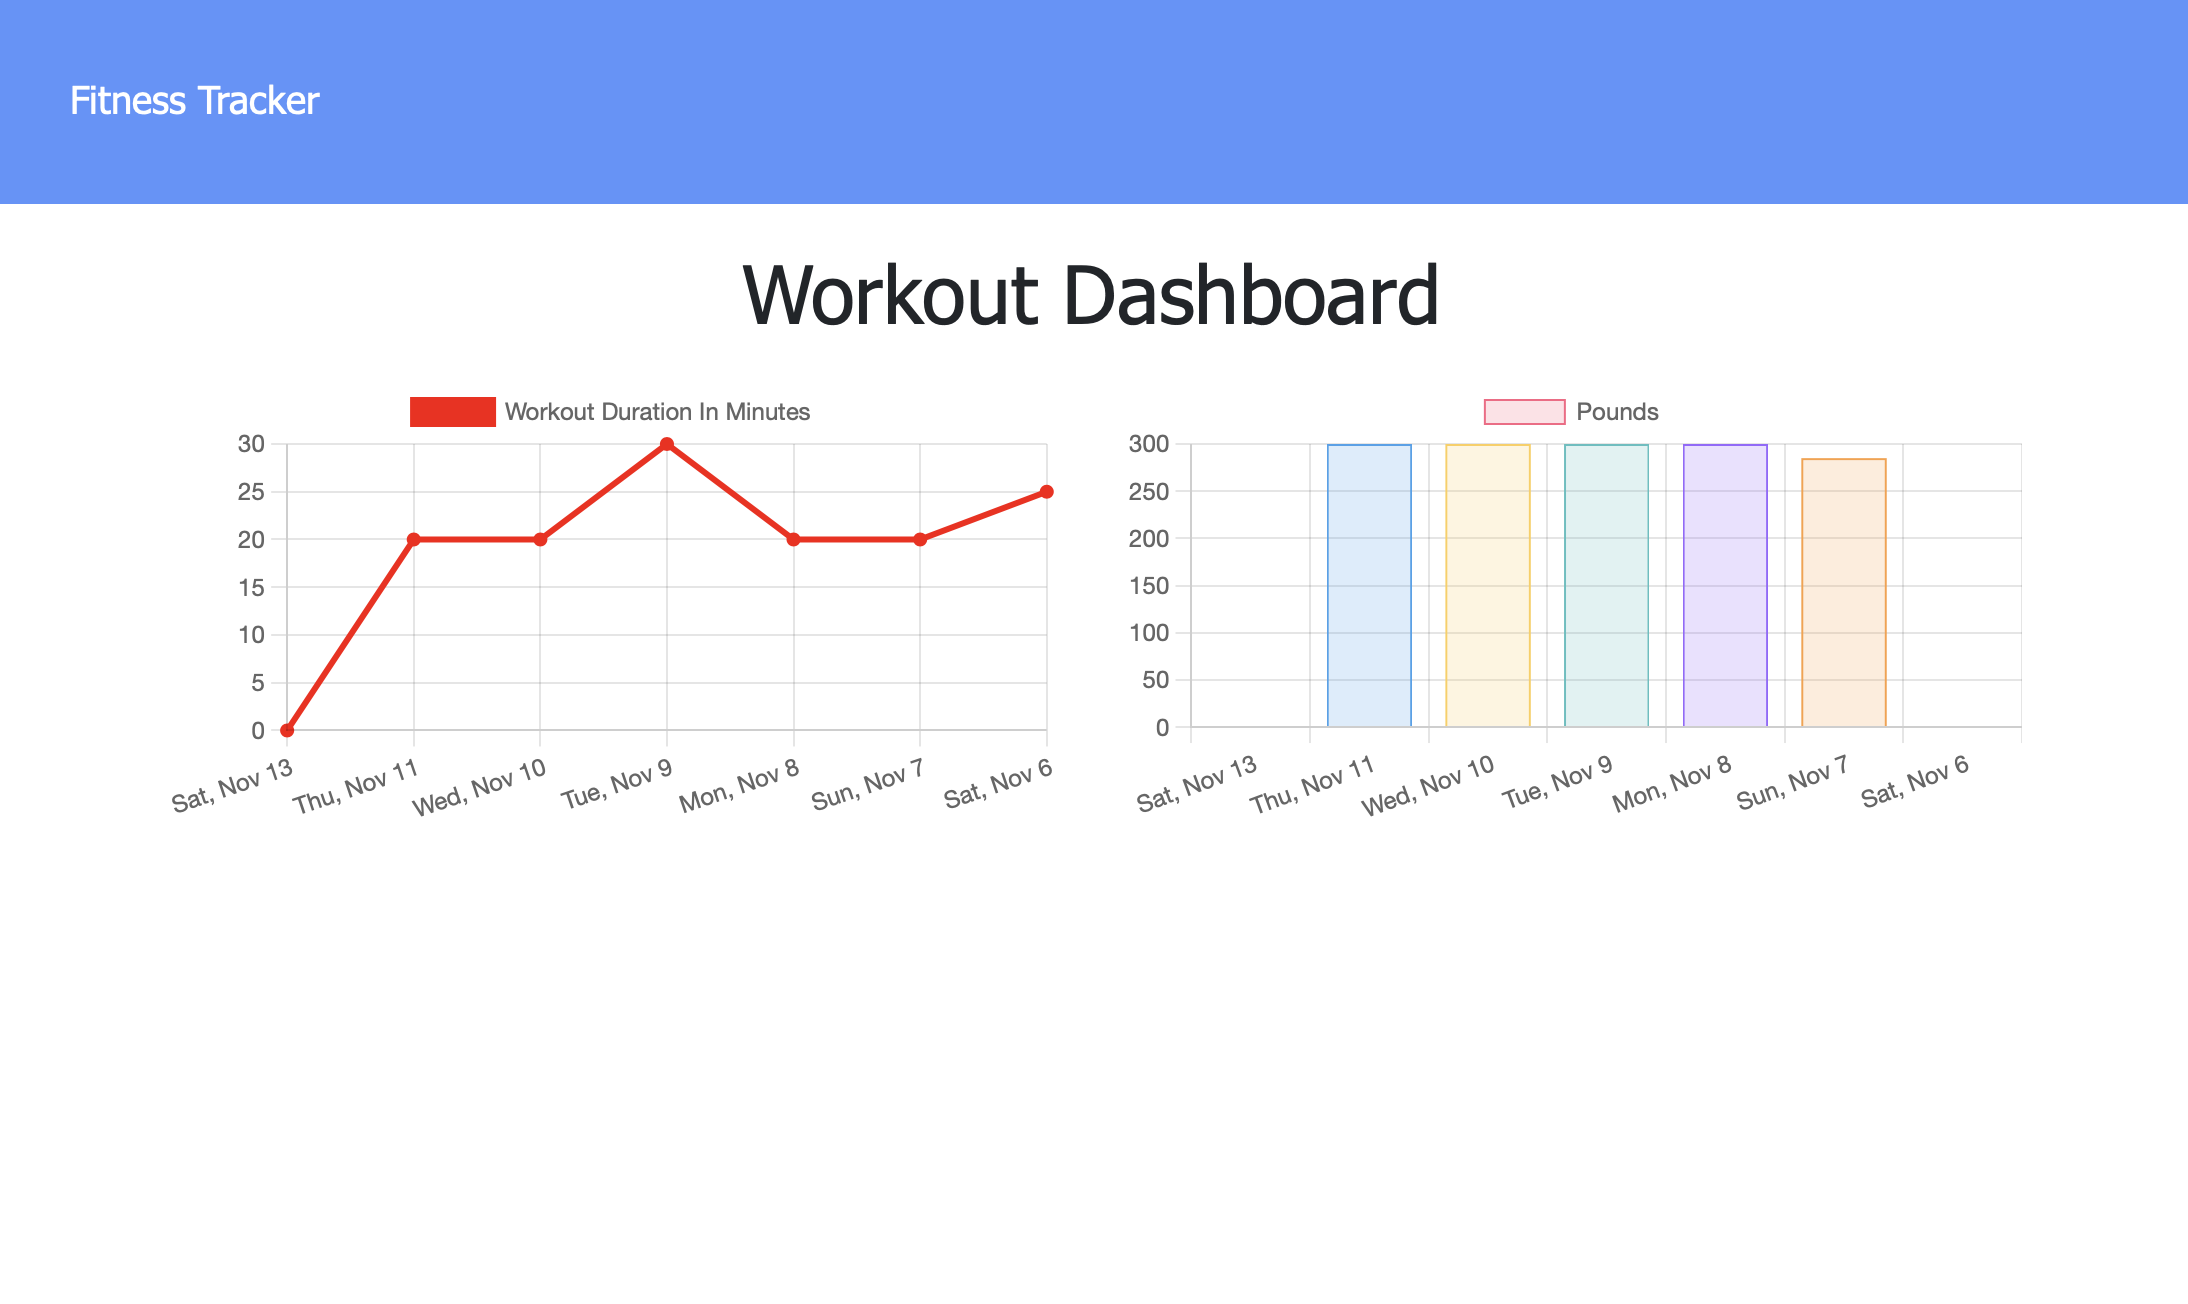 Fitness Tracker
Workout Dashboard
Workout Duration In Minutes
30
25
20
15
10
5
0
Sat, Nov 13
Thu, Nov 11
Wed, Nov 10
Tue, Nov 9
Mon, Nov 8
Sun, Nov 7
Sat, Nov 6
Pounds
300
250
200
150
100
50
0
Sat, Nov 13
Thu, Nov 11
Wed, Nov 10
Tue, Nov 9
Mon, Nov 8
Sun, Nov 7
Sat, Nov 6